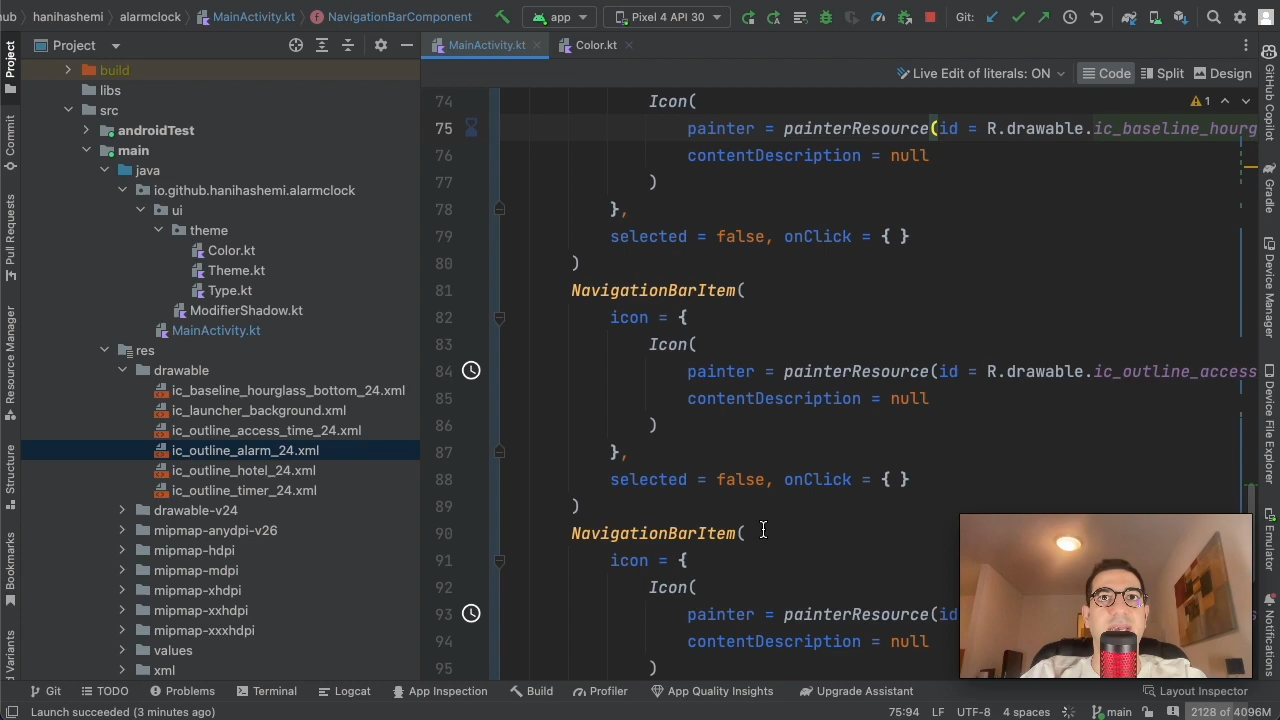 hub
hanihashemi
alarmclock
MainActivity.kt
NavigationBarComponent
app
Pixel 4 API 30
Git:
Project
MainActivity.kt
Color.kt
Live Edit of literals: ON
Code
Split
Design
build
libs
src
androidTest
main
java
io.github.hanihashemi.alarmclock
ui
theme
Color.kt
Theme.kt
Type.kt
ModifierShadow.kt
MainActivity.kt
res
drawable
ic_baseline_hourglass_bottom_24.xml
ic_launcher_background.xml
ic_outline_access_time_24.xml
ic_outline_alarm_24.xml
ic_outline_hotel_24.xml
ic_outline_timer_24.xml
drawable-v24
mipmap-anydpi-v26
mipmap-hdpi
mipmap-mdpi
mipmap-xhdpi
mipmap-xxhdpi
mipmap-xxxhdpi
values
xml
1
74 Icon(
75 painter = painterResource(id = R.drawable.ic_baseline_hourg
76 contentDescription = null
77 )
78 },
79 selected = false, onClick = { }
80 )
81 NavigationBarItem(
82 icon = {
83 Icon(
84 painter = painterResource(id = R.drawable.ic_outline_access
85 contentDescription = null
86 )
87 },
88 selected = false, onClick = { }
89 )
90 NavigationBarItem(
91 icon = {
92 Icon(
93 painter = painterResource(id
94 contentDescription = null
95 )
Project
Commit
Pull Requests
Resource Manager
Structure
Bookmarks
d Variants
GitHub Copilot
Gradle
Device Manager
Device File Explorer
Emulator
Notifications
Git
TODO
Problems
Terminal
Logcat
App Inspection
Build
Profiler
App Quality Insights
Upgrade Assistant
Layout Inspector
Launch succeeded (3 minutes ago)
75:94
LF
UTF-8
4 spaces
main
2128 of 4096M